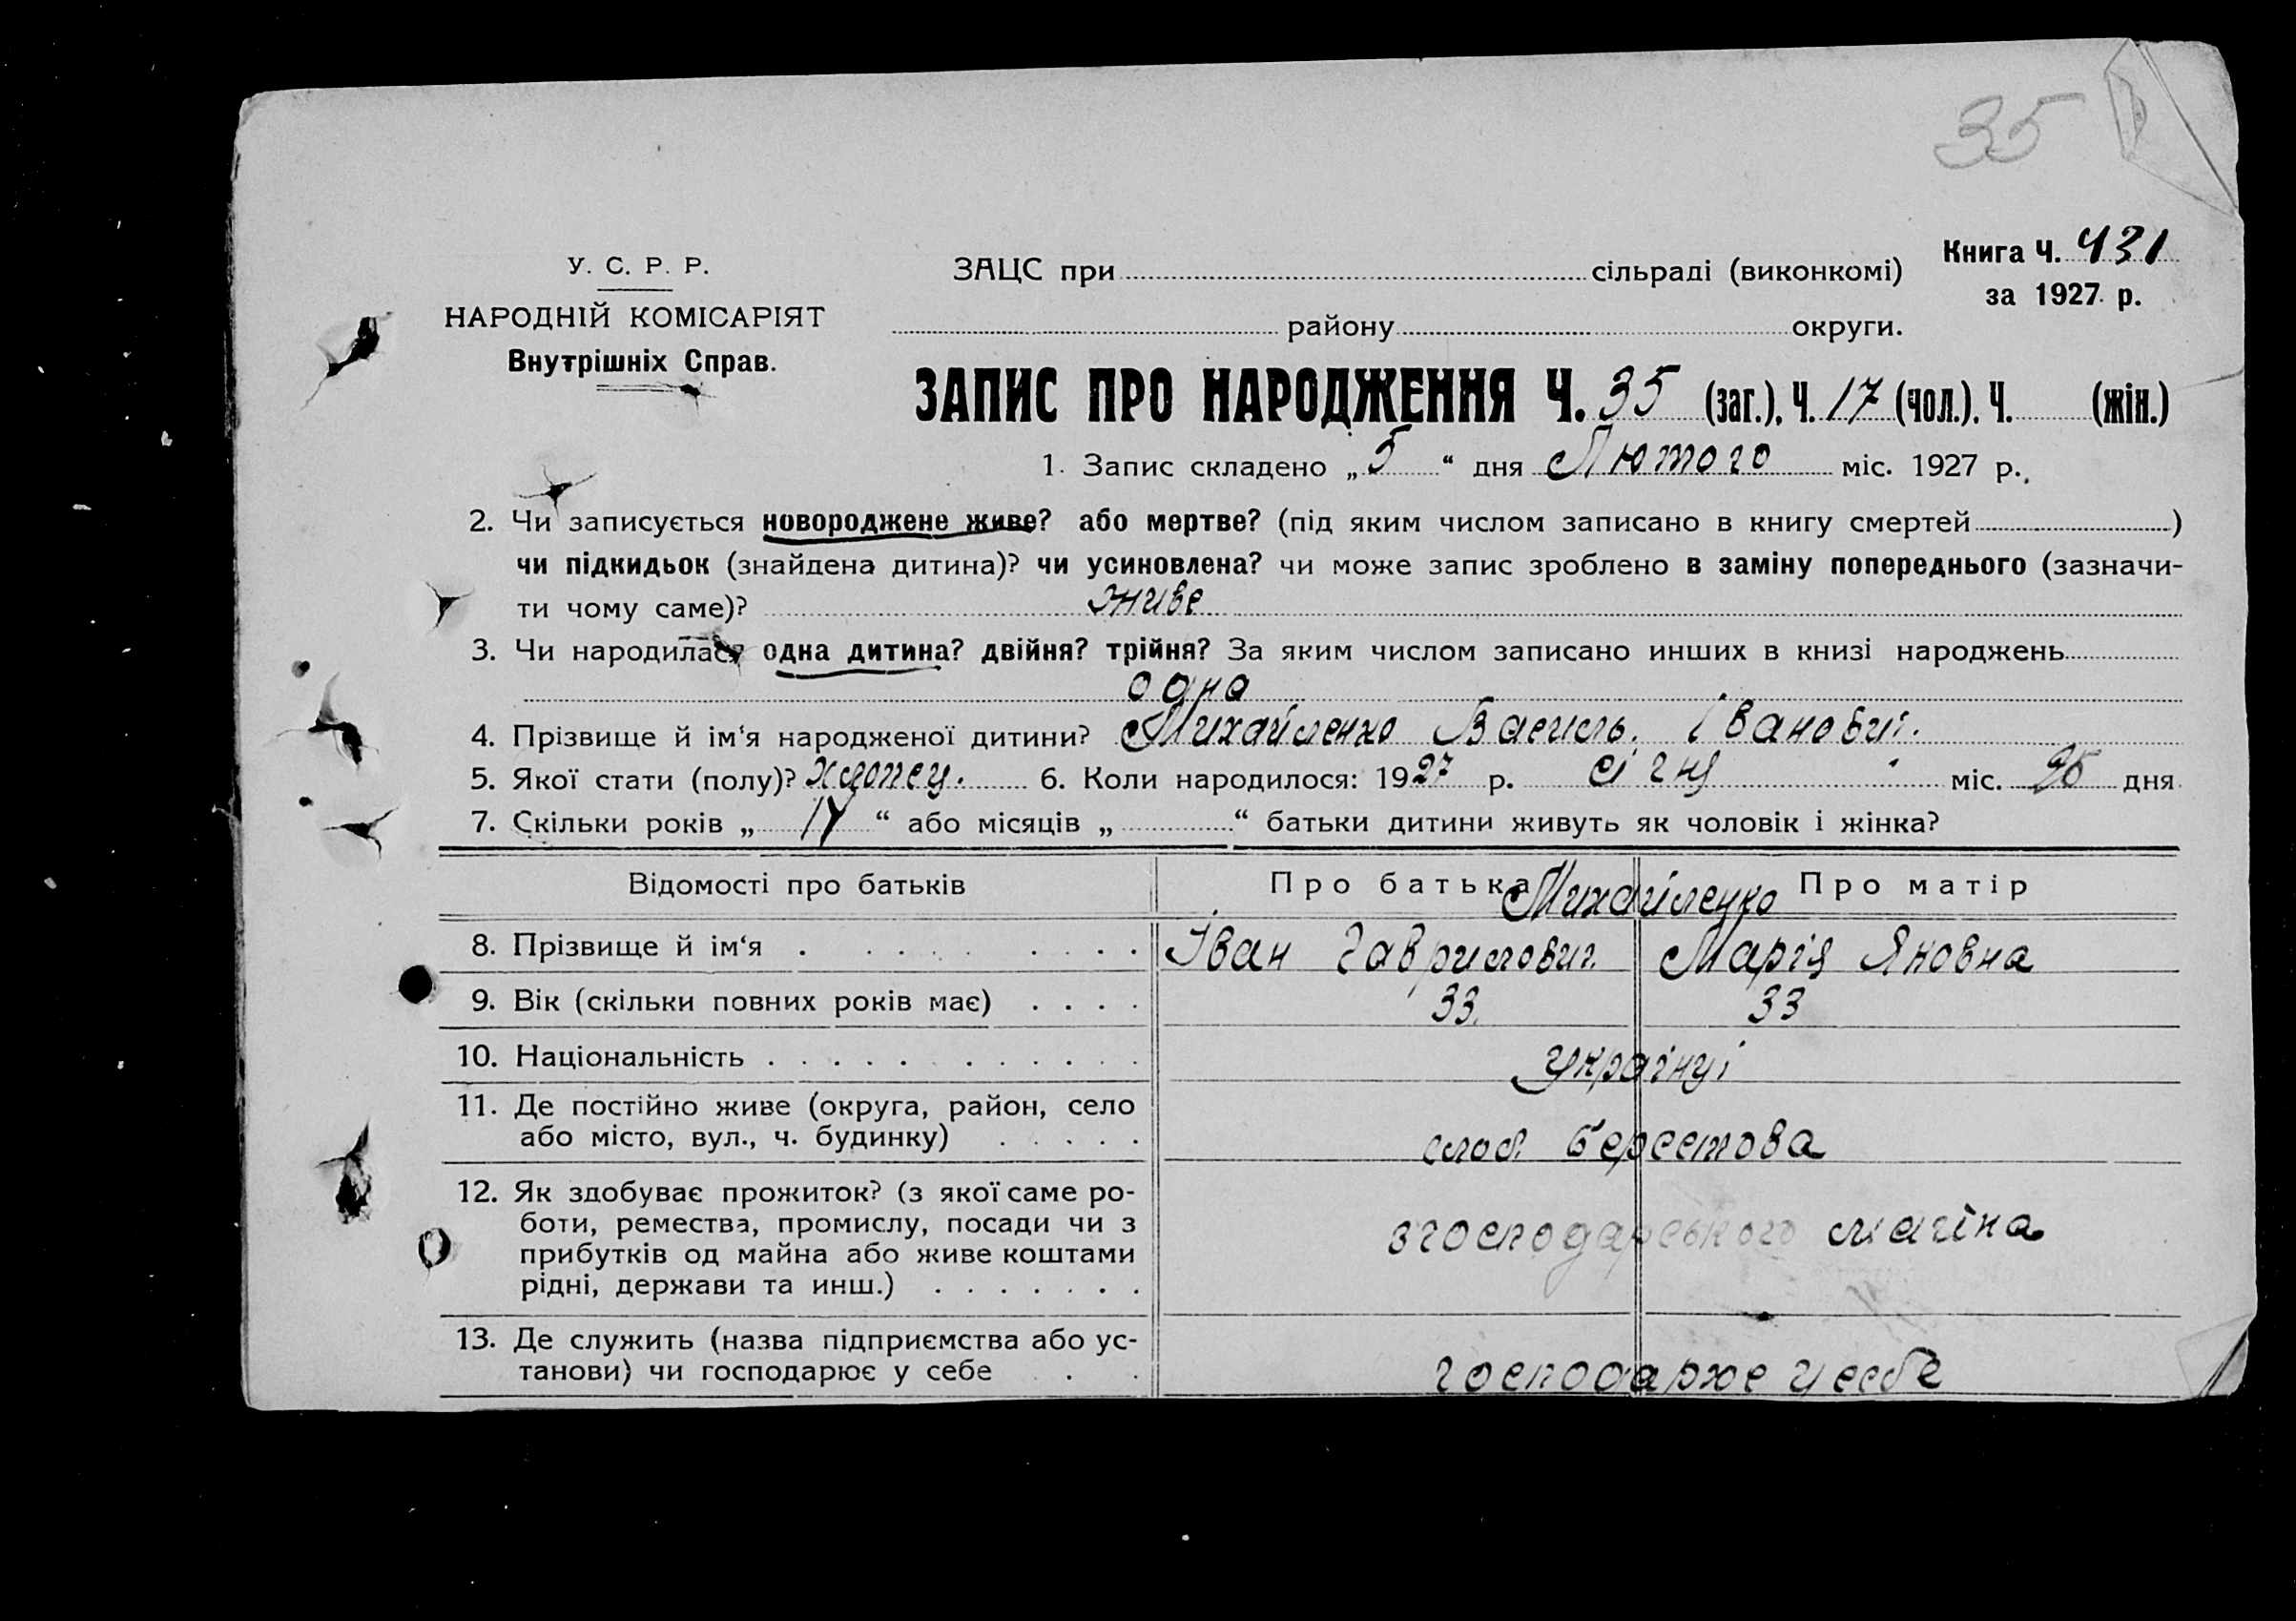 35
У. С. Р. Р.
НАРОДНІЙ КОМІСАРІЯТ
Внутрішніх Справ.
ЗАЦС при сільраді (виконкомі)
Книга Ч. 431
за 1927 р.
району округи.
ЗАПИС ПРО НАРОДЖЕННЯ Ч. 35 (заг.), Ч. 17 (чол.), Ч. (жін.)
1. Запис складено „5“ дня Лютого міс. 1927 р.
2. Чи записується новороджене живе? або мертве? (під яким числом записано в книгу смертей )
чи підкидьок (знайдена дитина)? чи усиновлена? чи може запис зроблено в заміну попереднього (зазначи-
ти чому саме)? живе
3. Чи народилася одна дитина? двійня? трійня? За яким числом записано инших в книзі народжень
одна
4. Прізвище й ім‘я народженої дитини? Михайленко Василь Іванович.
5. Якої стати (полу)? хлопец. 6. Коли народилося: 1927 р. січня міс. дня
7. Скільки років „14“ або місяців „ “ батьки дитини живуть як чоловік і жінка?
Відомості про батьків Про батька Михайленко Про матір
8. Прізвище й ім‘я Іван Гаврилович Марія Яновна
9. Вік (скільки повних років має) 33. 33
10. Національність українці
11. Де постійно живе (округа, район, село
або місто, вул., ч. будинку) слоб. Берестова
12. Як здобуває прожиток? (з якої саме ро-
боти, ремества, промислу, посади чи з
прибутків од майна або живе коштами
рідні, держави та инш.)
з господарського маїна
13. Де служить (назва підприємства або ус-
танови) чи господарює у себе
господарює у себе